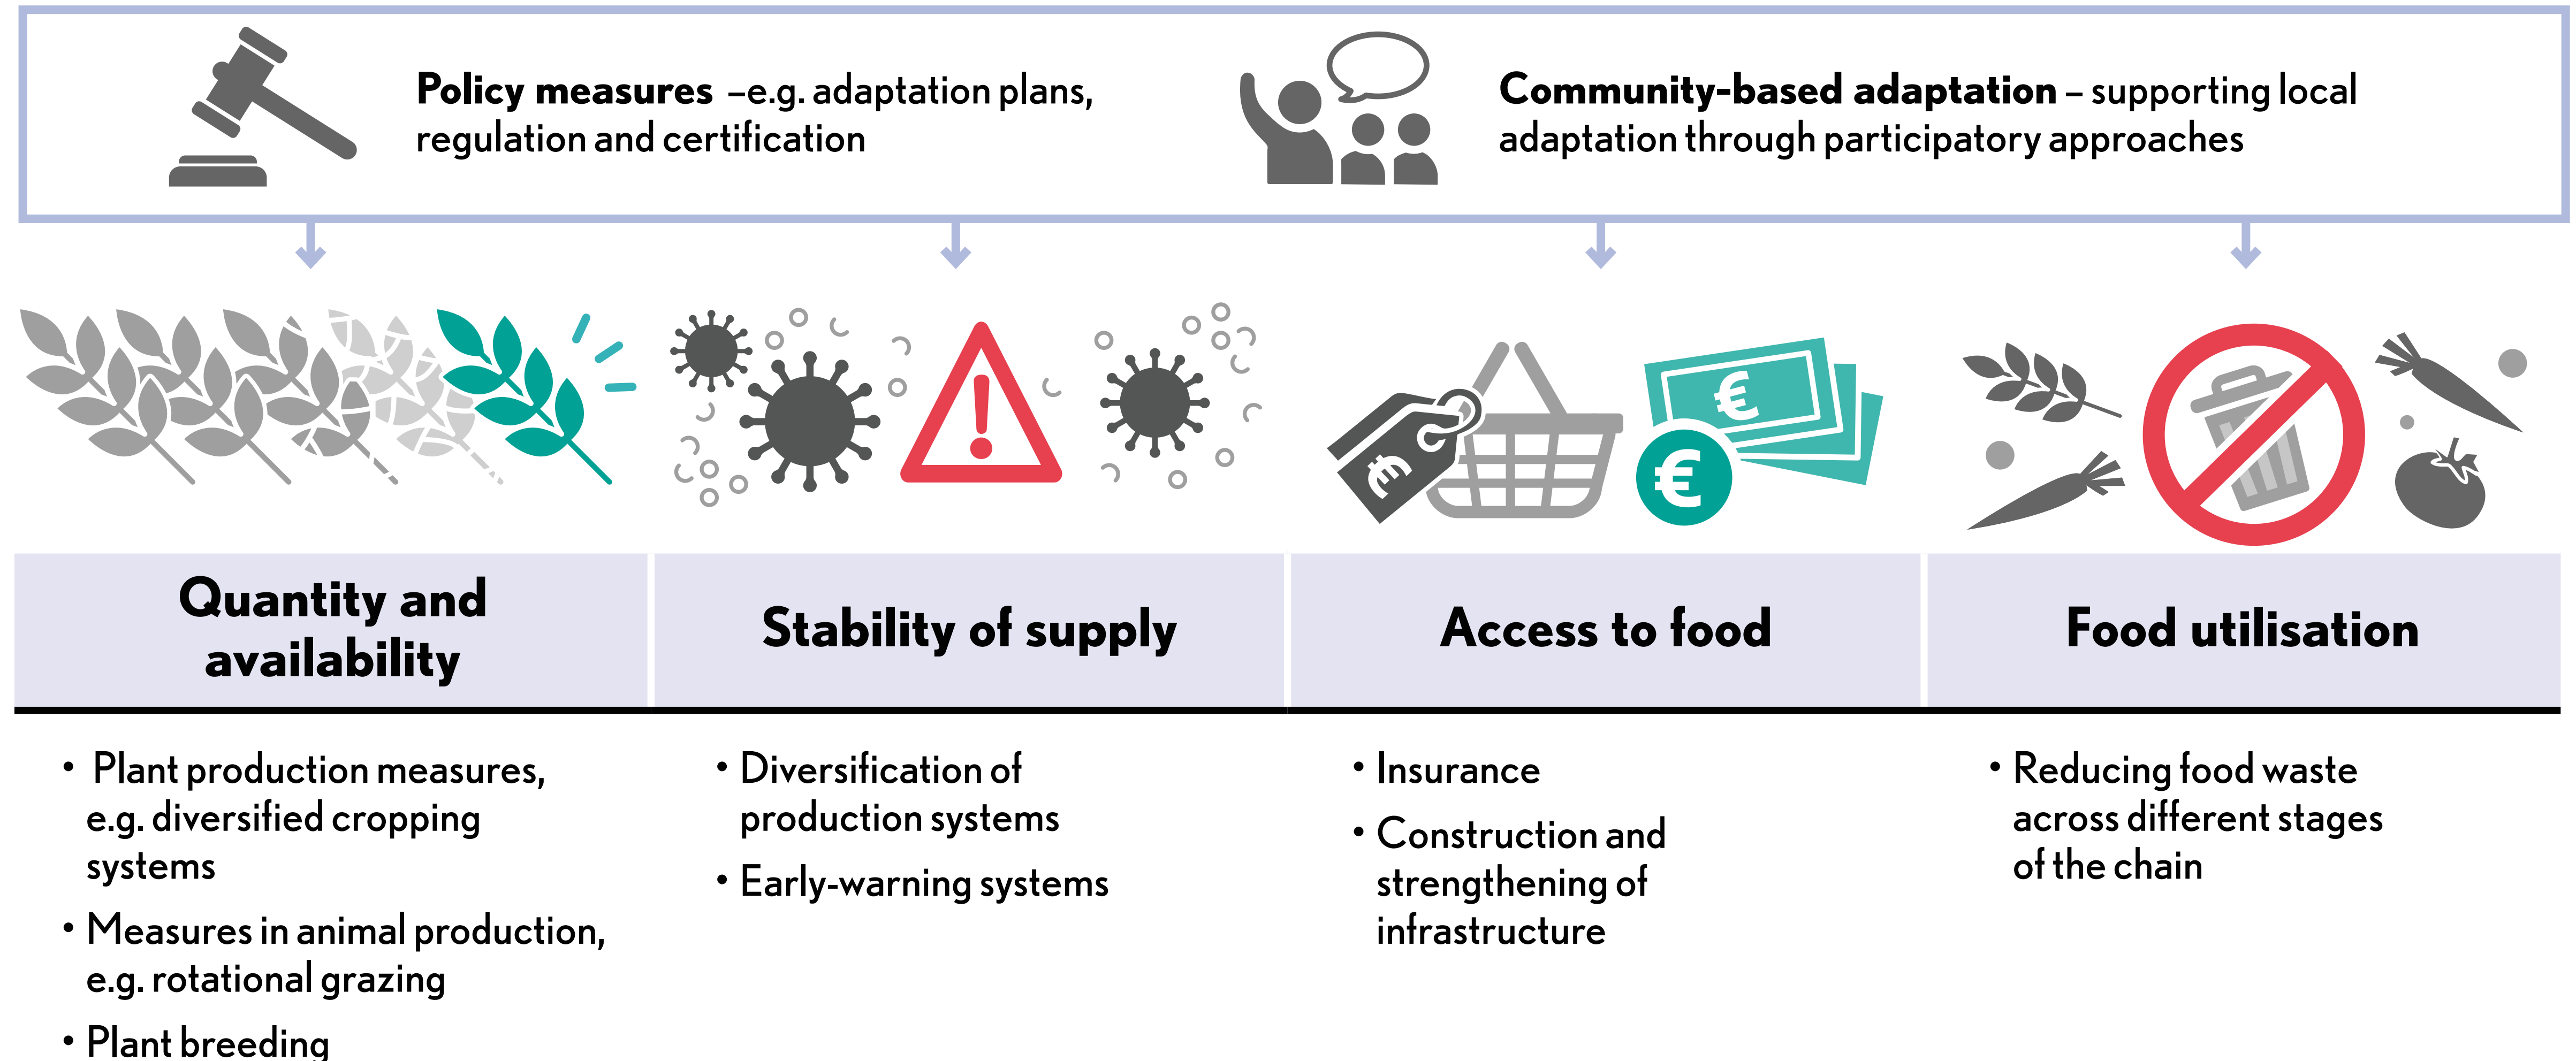 Policy measures –e.g. adaptation plans,
regulation and certification
Community-based adaptation – supporting local
adaptation through participatory approaches
€
€
€
Quantity and
availability
Stability of supply
Access to food
Food utilisation
• Plant production measures,
e.g. diversified cropping
systems
• Measures in animal production,
e.g. rotational grazing
• Plant breeding
• Diversification of
production systems
• Early-warning systems
• Insurance
• Construction and
strengthening of
infrastructure
• Reducing food waste
across different stages
of the chain